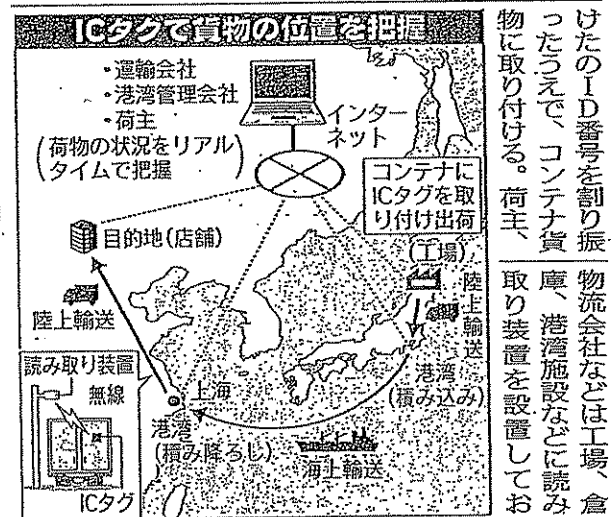 ICタグで貨物の位置を把握
・運輸会社
・港湾管理会社
・荷主
(荷物の状況をリアル
タイムで把握)
インター
ネット
コンテナに
ICタグを取
り付け出荷
(工場)
目的地(店舗)
陸上輸送
陸上輸送
港湾
(積み込み)
読み取り装置
無線
ICタグ
上海
港湾
(積み降ろし)
海上輸送
けたのID番号を割り振
ったうえで、コンテナ貨
物に取り付ける。荷主、
物流会社などは工場、倉
庫、港湾施設などに読み
取り装置を設置してお